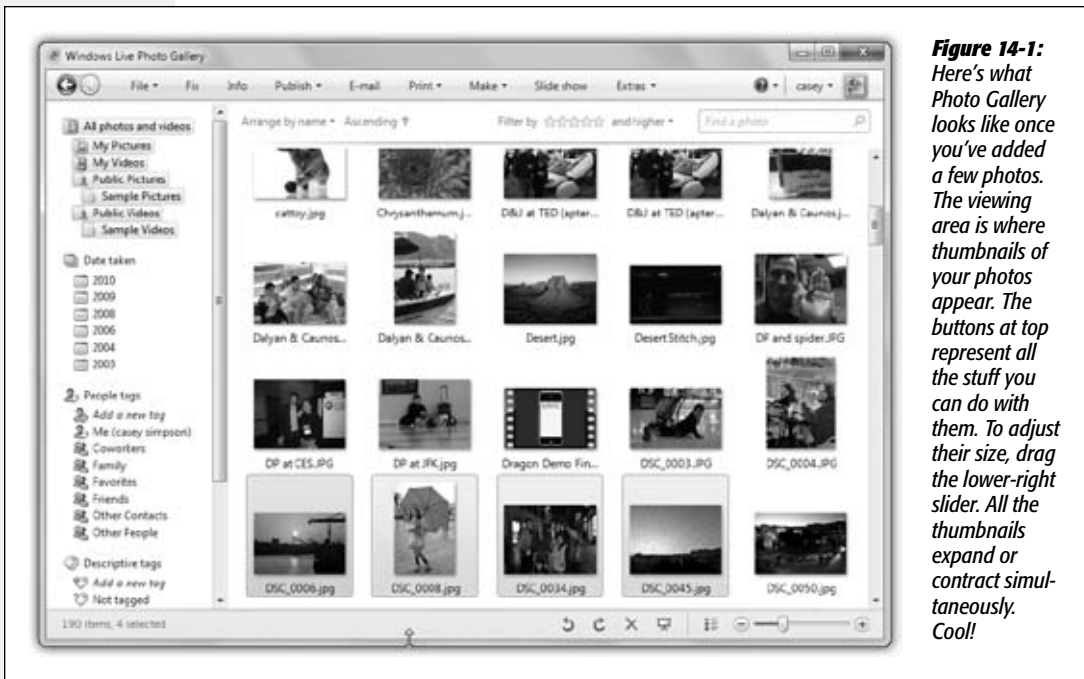 Windows Live Photo Gallery
File Fix Info Publish E-mail Print Make Slide show Extras casey
All photos and videos
My Pictures
My Videos
Public Pictures
Sample Pictures
Public Videos
Sample Videos
Date taken
2010
2009
2008
2006
2004
2003
People tags
Add a new tag
Me (casey simpson)
Coworkers
Family
Favorites
Friends
Other Contacts
Other People
Descriptive tags
Add a new tag
Not tagged
Arrange by name Ascending Filter by and higher Find a photo
cattoy.jpg Chrysanthemum.j... D&J at TED (apter... D&J at TED (apter... Dalyan & Caunos.j...
Dalyan & Caunos... Dalyan & Caunos... Desert.jpg Desert Stitch.jpg DF and spider.JPG
DP at CES.JPG DP at JFK.jpg Dragon Demo Fin... DSC_0003.JPG DSC_0004.JPG
DSC_0006.jpg DSC_0008.jpg DSC_0034.jpg DSC_0045.jpg DSC_0050.jpg
190 items, 4 selected
Figure 14-1:
Here's what
Photo Gallery
looks like once
you've added
a few photos.
The viewing
area is where
thumbnails of
your photos
appear. The
buttons at top
represent all
the stuff you
can do with
them. To adjust
their size, drag
the lower-right
slider. All the
thumbnails
expand or
contract simul-
taneously.
Cool!